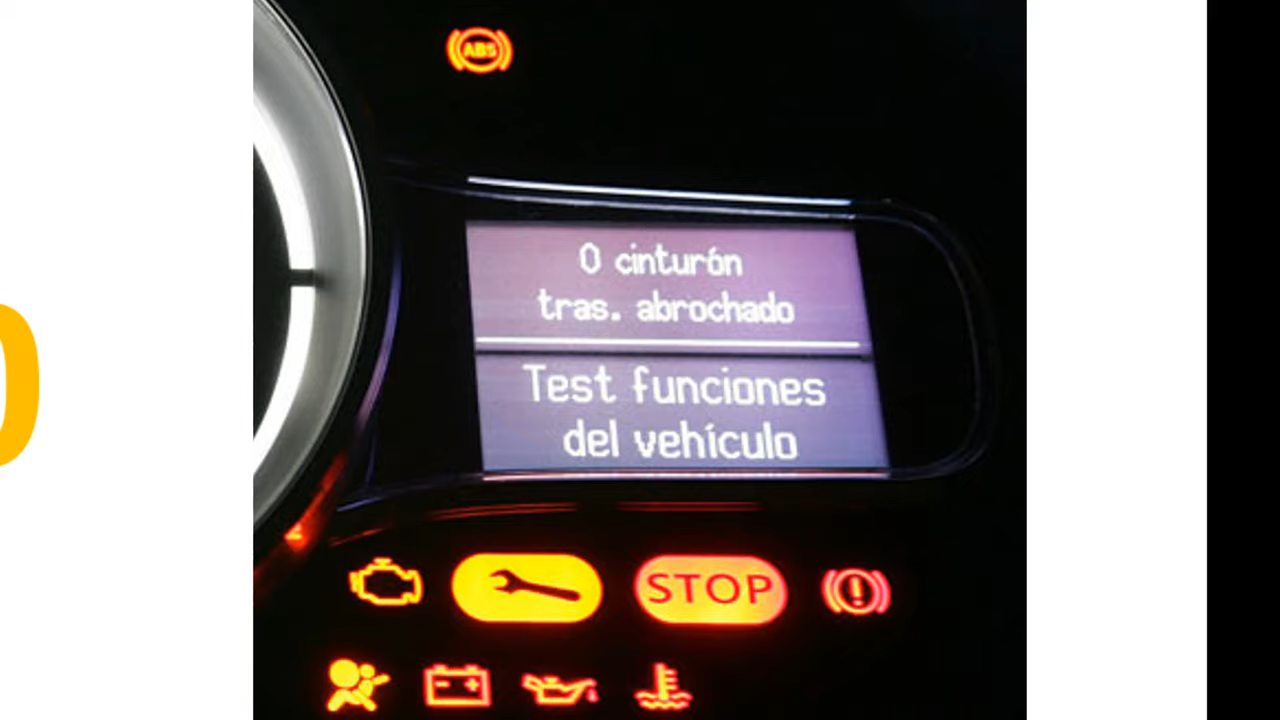 ABS
0 cinturón
tras. abrochado
Test funciones
del vehículo
STOP